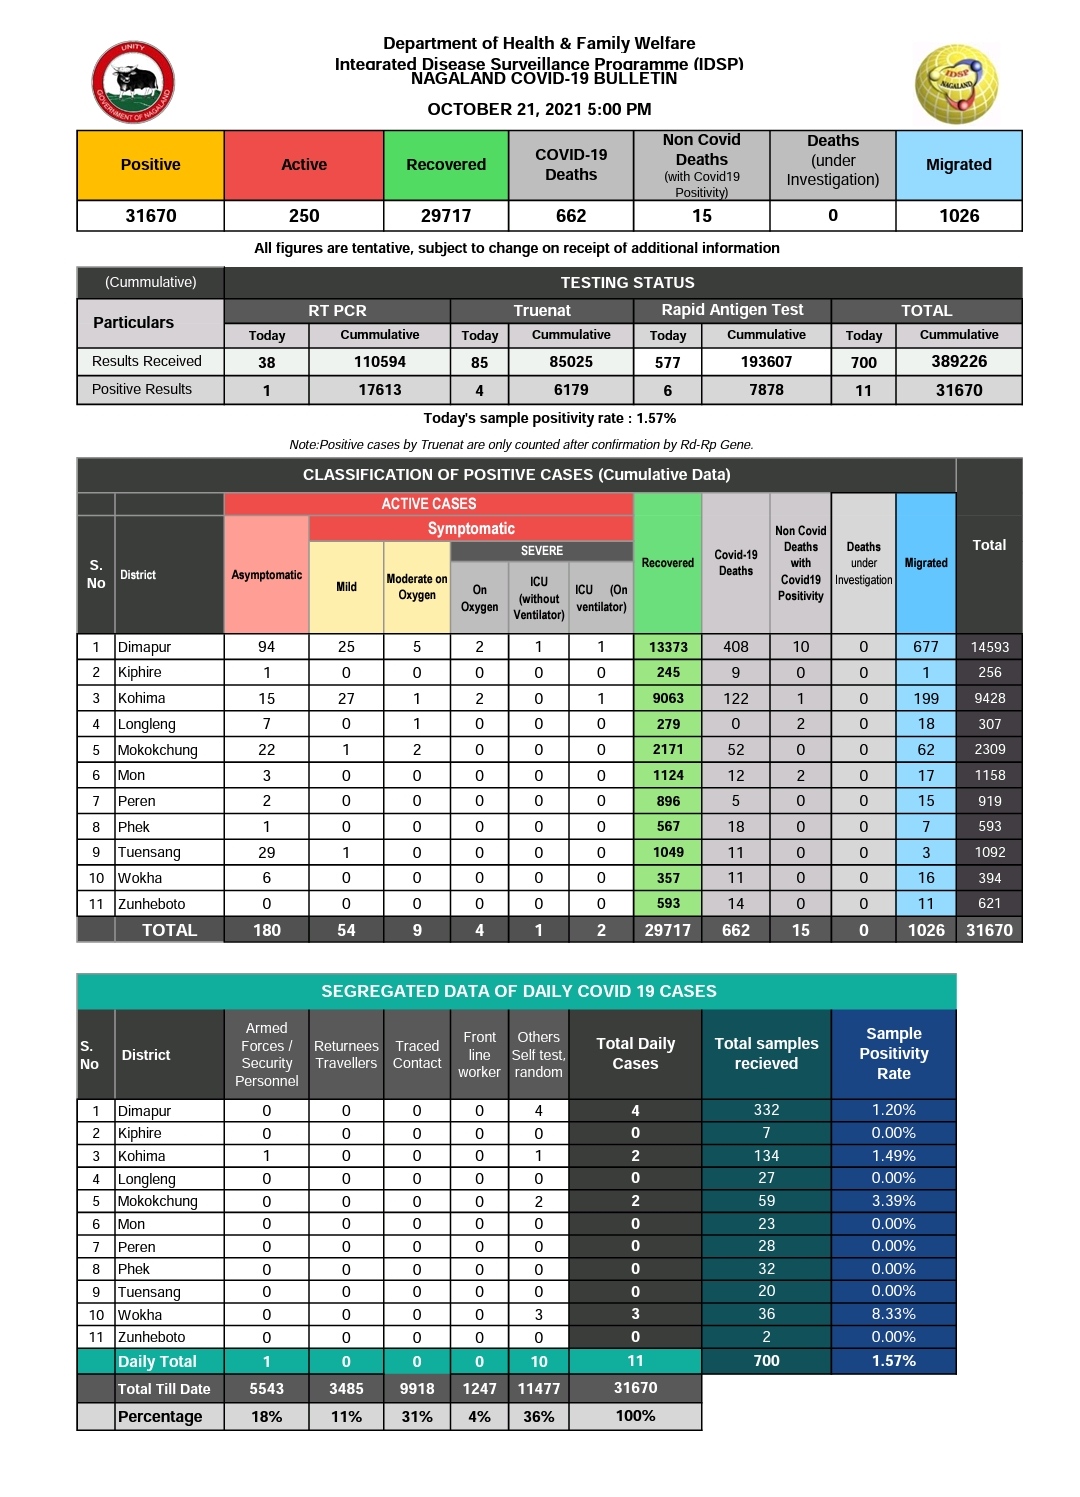 Department of Health & Family Welfare
Integrated Disease Surveillance Programme (IDSP)
NAGALAND COVID-19 BULLETIN
OCTOBER 21, 2021 5:00 PM
UNITY
GOVERNMENT OF NAGALAND
IDSP
NAGALAND
Positive Active Recovered COVID-19 Deaths Non Covid Deaths (with Covid19 Positivity) Deaths (under Investigation) Migrated
31670 250 29717 662 15 0 1026
All figures are tentative, subject to change on receipt of additional information
(Cummulative) TESTING STATUS
Particulars RT PCR Truenat Rapid Antigen Test TOTAL
Today Cummulative Today Cummulative Today Cummulative Today Cummulative
Results Received 38 110594 85 85025 577 193607 700 389226
Positive Results 1 17613 4 6179 6 7878 11 31670
Today's sample positivity rate : 1.57%
Note:Positive cases by Truenat are only counted after confirmation by Rd-Rp Gene.
CLASSIFICATION OF POSITIVE CASES (Cumulative Data)
ACTIVE CASES
Symptomatic
SEVERE
S. No District Asymptomatic Mild Moderate on Oxygen On Oxygen ICU (without Ventilator) ICU (On ventilator) Recovered Covid-19 Deaths Non Covid Deaths with Covid19 Positivity Deaths under Investigation Migrated Total
1 Dimapur 94 25 5 2 1 1 13373 408 10 0 677 14593
2 Kiphire 1 0 0 0 0 0 245 9 0 0 1 256
3 Kohima 15 27 1 2 0 1 9063 122 1 0 199 9428
4 Longleng 7 0 1 0 0 0 279 0 2 0 18 307
5 Mokokchung 22 1 2 0 0 0 2171 52 0 0 62 2309
6 Mon 3 0 0 0 0 0 1124 12 2 0 17 1158
7 Peren 2 0 0 0 0 0 896 5 0 0 15 919
8 Phek 1 0 0 0 0 0 567 18 0 0 7 593
9 Tuensang 29 1 0 0 0 0 1049 11 0 0 3 1092
10 Wokha 6 0 0 0 0 0 357 11 0 0 16 394
11 Zunheboto 0 0 0 0 0 0 593 14 0 0 11 621
TOTAL 180 54 9 4 1 2 29717 662 15 0 1026 31670
SEGREGATED DATA OF DAILY COVID 19 CASES
S. No District Armed Forces / Security Personnel Returnees Travellers Traced Contact Front line worker Others Self test, random Total Daily Cases Total samples recieved Sample Positivity Rate
1 Dimapur 0 0 0 0 4 4 332 1.20%
2 Kiphire 0 0 0 0 0 0 7 0.00%
3 Kohima 1 0 0 0 1 2 134 1.49%
4 Longleng 0 0 0 0 0 0 27 0.00%
5 Mokokchung 0 0 0 0 2 2 59 3.39%
6 Mon 0 0 0 0 0 0 23 0.00%
7 Peren 0 0 0 0 0 0 28 0.00%
8 Phek 0 0 0 0 0 0 32 0.00%
9 Tuensang 0 0 0 0 0 0 20 0.00%
10 Wokha 0 0 0 0 3 3 36 8.33%
11 Zunheboto 0 0 0 0 0 0 2 0.00%
Daily Total 1 0 0 0 10 11 700 1.57%
Total Till Date 5543 3485 9918 1247 11477 31670
Percentage 18% 11% 31% 4% 36% 100%